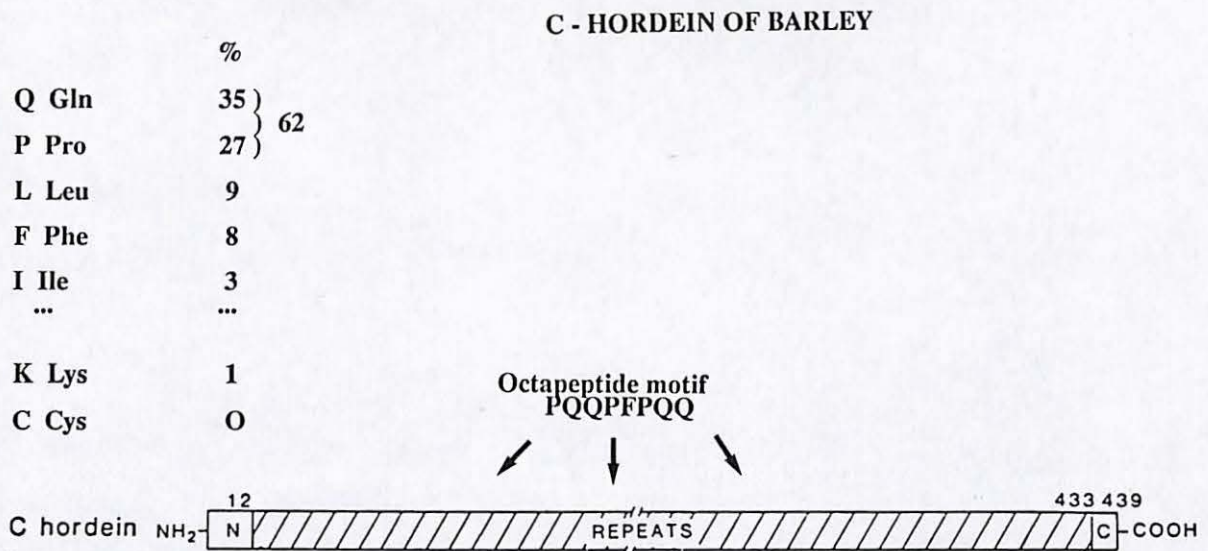 C - HORDEIN OF BARLEY
%
Q Gln 35 )
} 62
P Pro 27 )
L Leu 9
F Phe 8
I Ile 3
... ...
K Lys 1
C Cys O
Octapeptide motif
PQQPFPQQ
12 433 439
C hordein NH₂- N REPEATS C -COOH